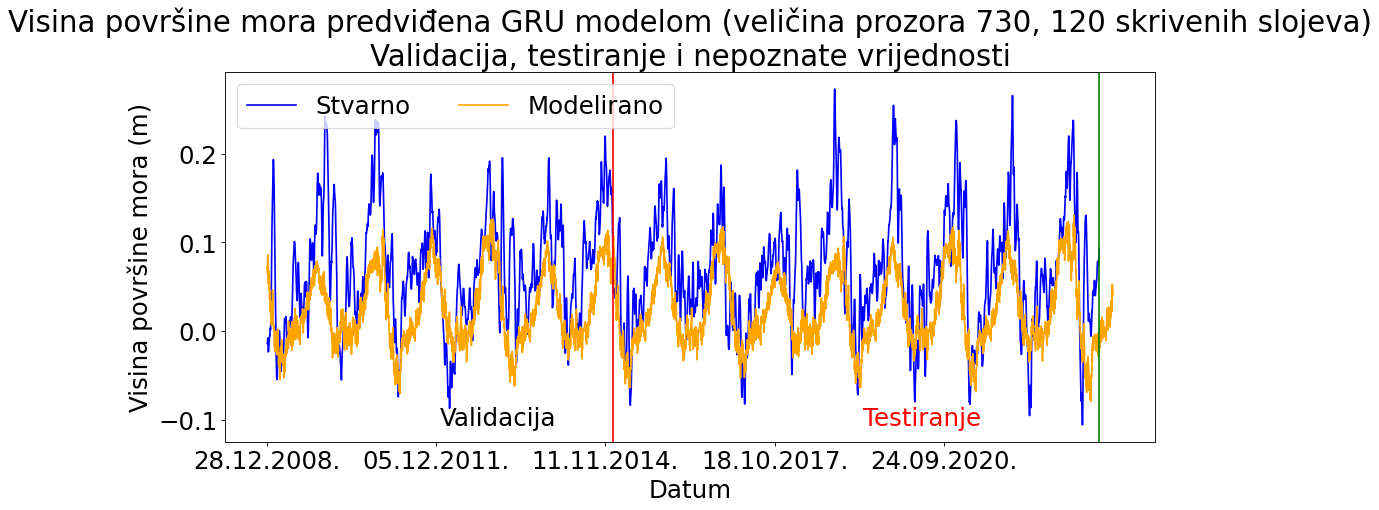 Visina površine mora predviđena GRU modelom (veličina prozora 730, 120 skrivenih slojeva)
Validacija, testiranje i nepoznate vrijednosti
Stvarno Modelirano
Visina površine mora (m)
0.2
0.1
0.0
−0.1
Validacija Testiranje
28.12.2008. 05.12.2011. 11.11.2014. 18.10.2017. 24.09.2020.
Datum